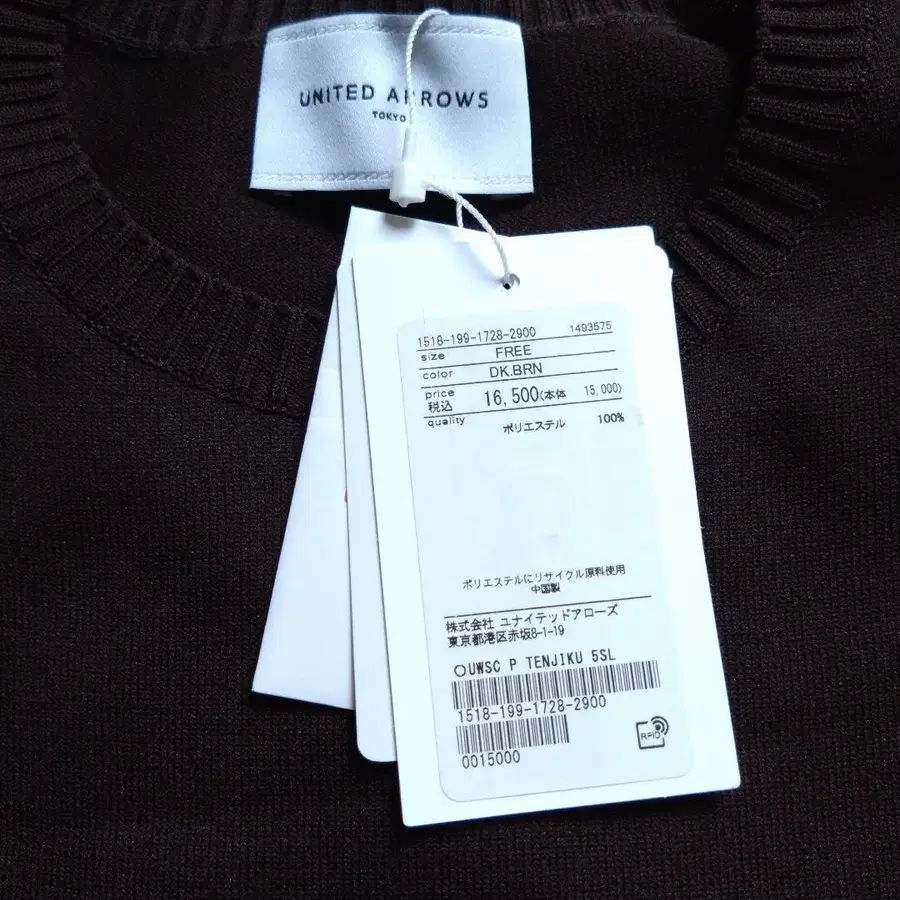 UNITED ARROWS
TOKYO
1518-199-1728-2900 1493575
size FREE
color DK.BRN
price
税込 16,500(本体 15,000)
quality ポリエステル 100%
ポリエステルにリサイクル原料使用
中国製
株式会社 ユナイテッドアローズ
東京都港区赤坂8-1-19
○UWSC P TENJIKU 5SL
1518-199-1728-2900
0015000
RFID